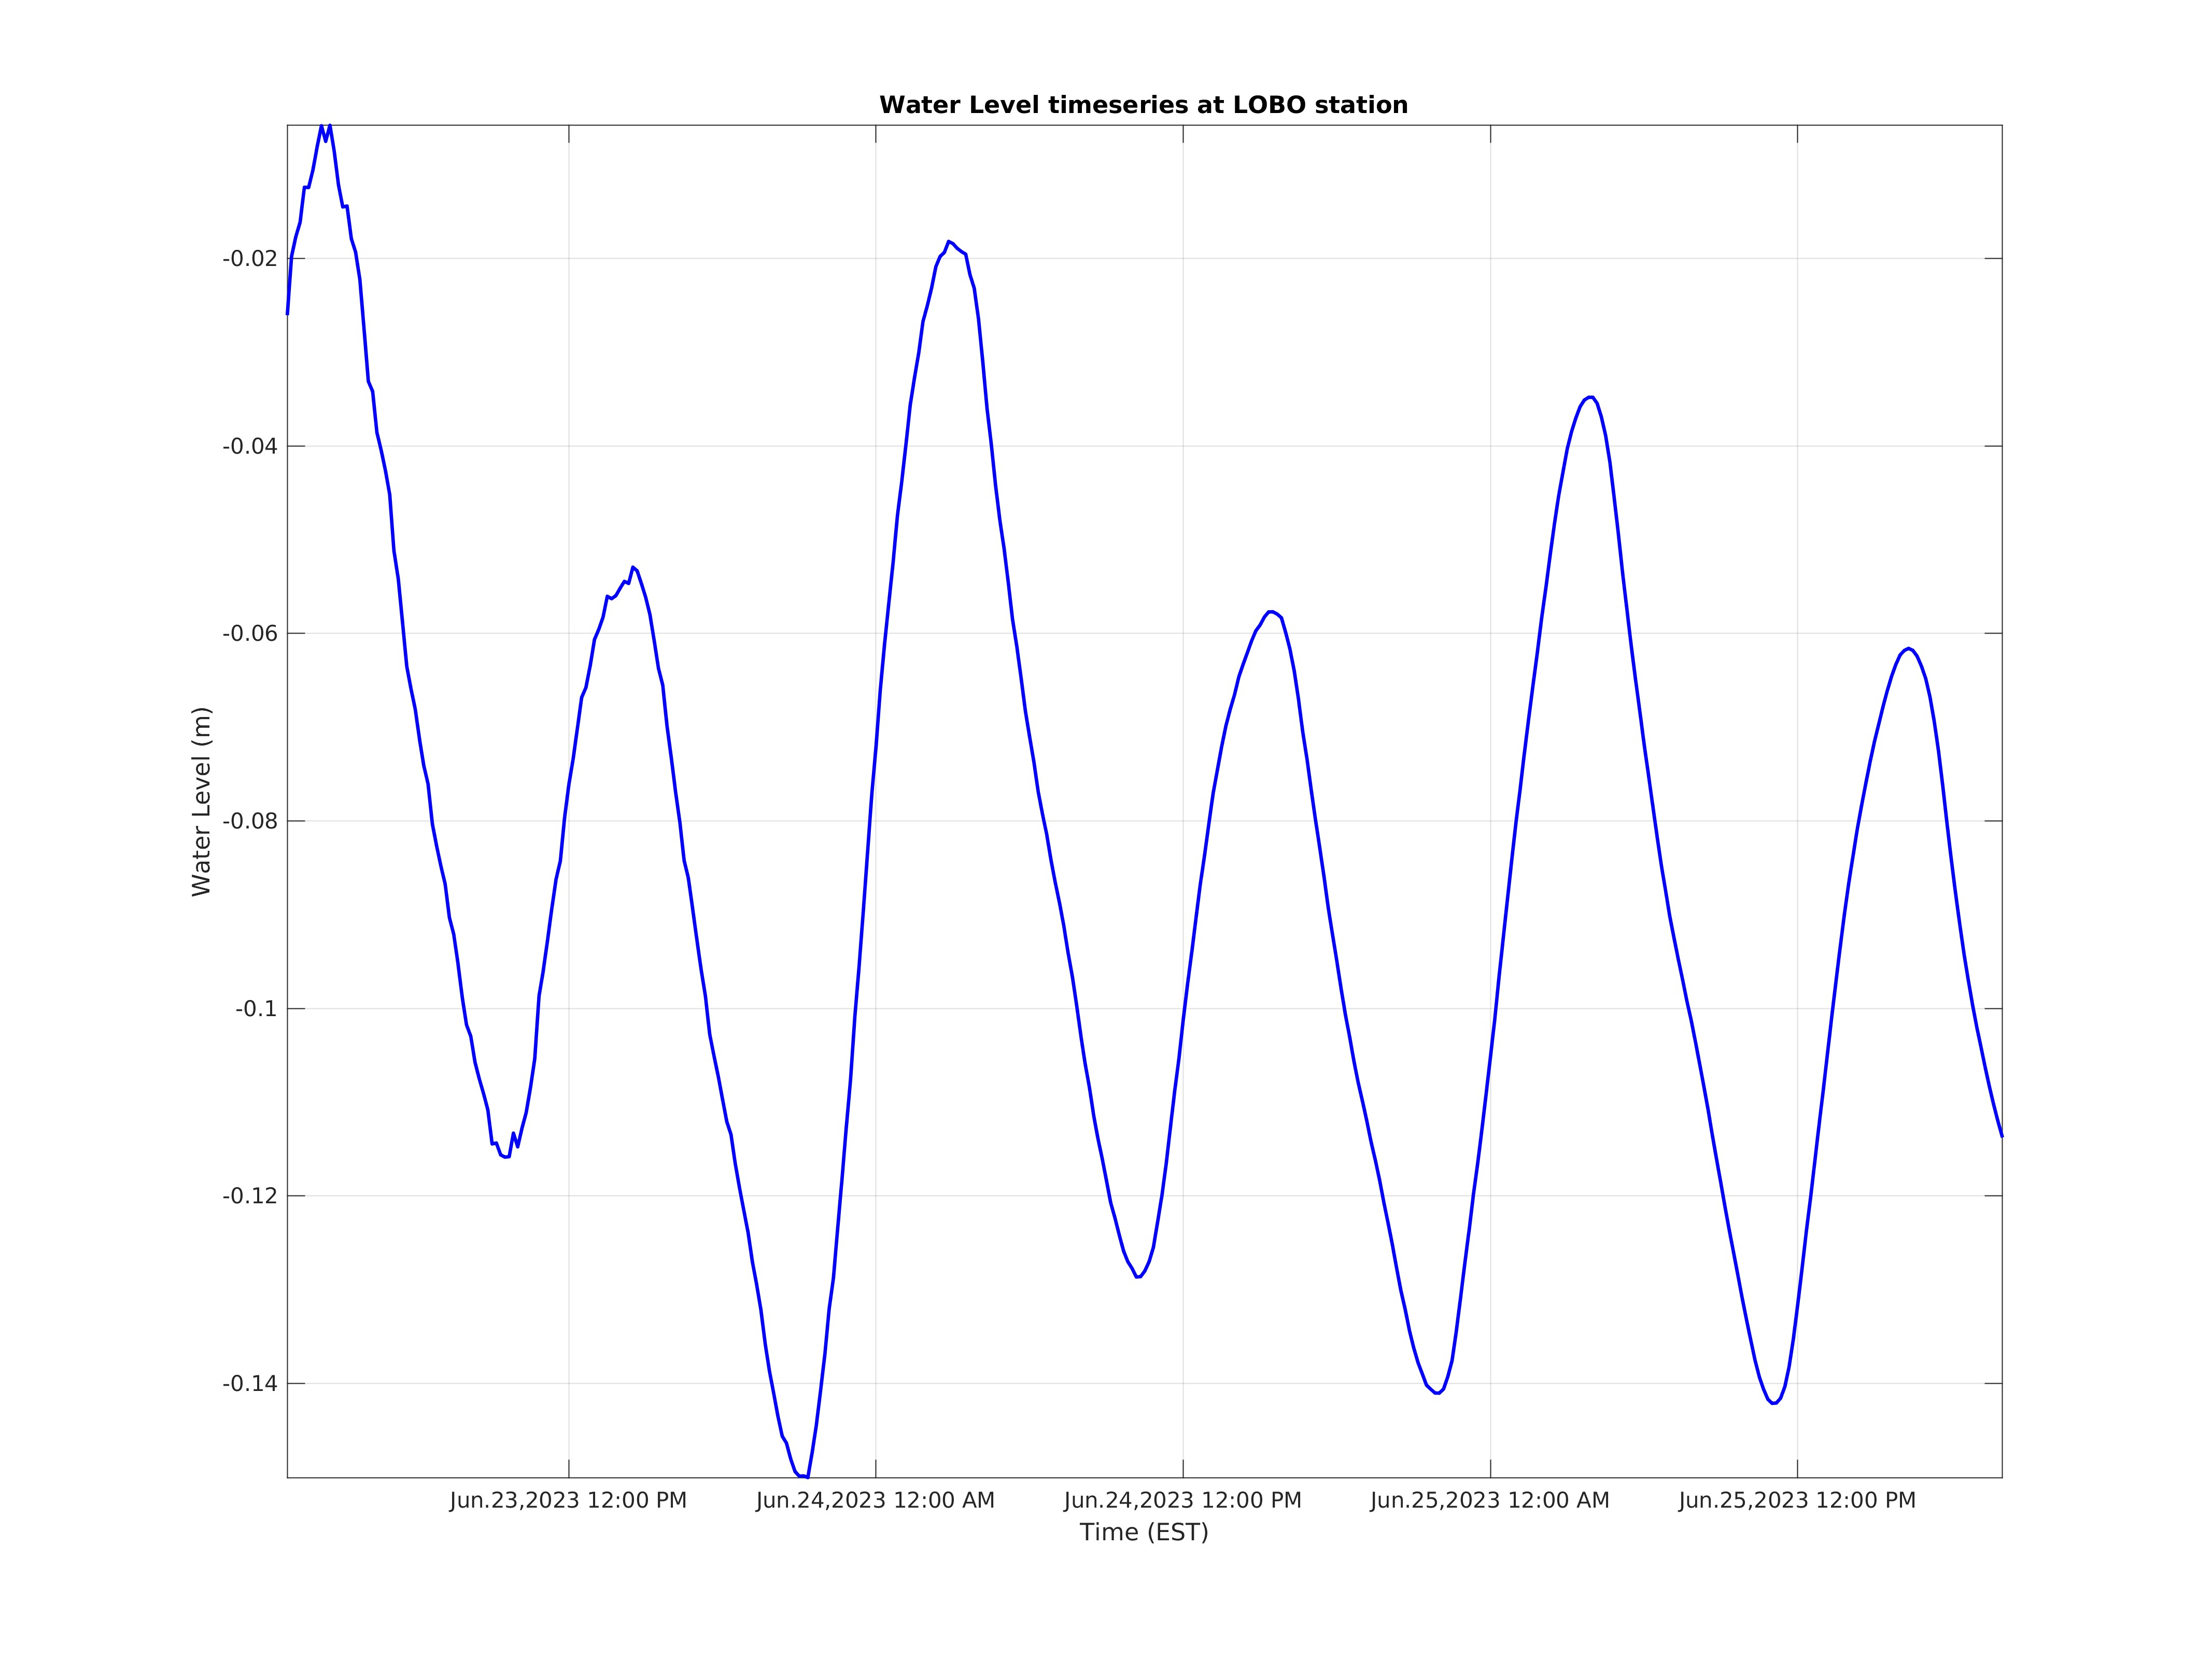 Water Level timeseries at LOBO station
-0.02
-0.04
-0.06
-0.08
-0.1
-0.12
-0.14
Water Level (m)
Jun.23,2023 12:00 PM
Jun.24,2023 12:00 AM
Jun.24,2023 12:00 PM
Jun.25,2023 12:00 AM
Jun.25,2023 12:00 PM
Time (EST)